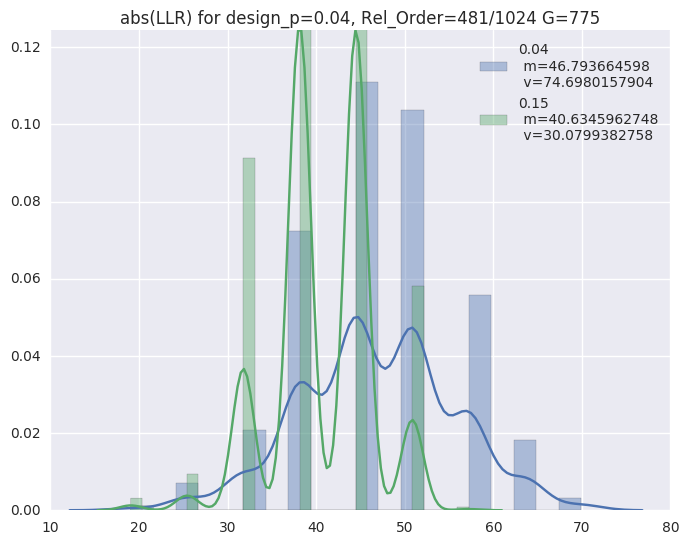 abs(LLR) for design_p=0.04, Rel_Order=481/1024 G=775
0.04
m=46.793664598
v=74.6980157904
0.15
m=40.6345962748
v=30.0799382758
0.12
0.10
0.08
0.06
0.04
0.02
0.00
10 20 30 40 50 60 70 80